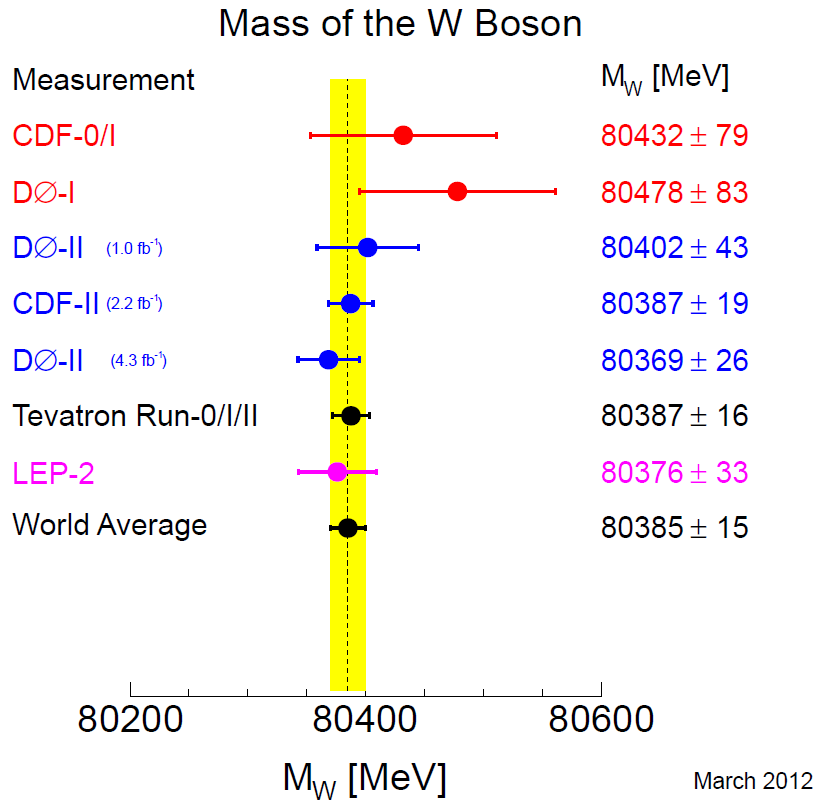 Mass of the W Boson
Measurement M_W [MeV]
CDF-0/I 80432 ± 79
DØ-I 80478 ± 83
DØ-II (1.0 fb⁻¹) 80402 ± 43
CDF-II (2.2 fb⁻¹) 80387 ± 19
DØ-II (4.3 fb⁻¹) 80369 ± 26
Tevatron Run-0/I/II 80387 ± 16
LEP-2 80376 ± 33
World Average 80385 ± 15
80200 80400 80600
M_W [MeV]
March 2012